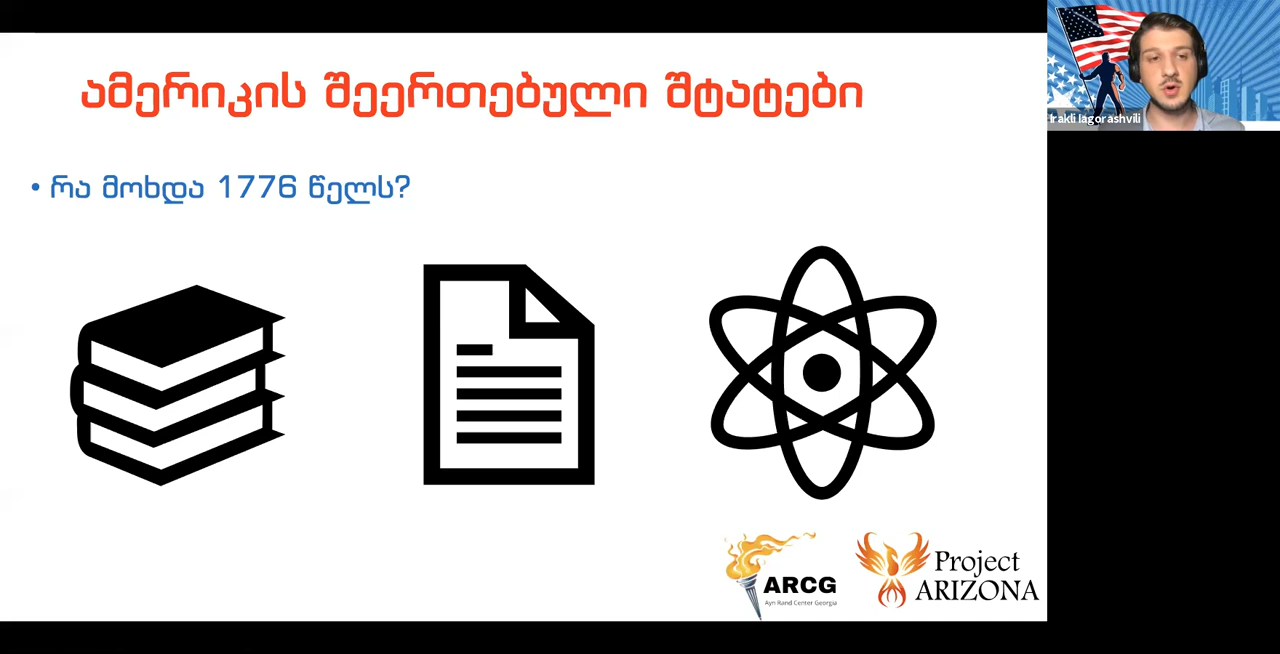 ამერიკის შეერთებული შტატები
Irakli Iagorashvili
• რა მოხდა 1776 წელს?
ARCG
Ayn Rand Center Georgia
Project
ARIZONA